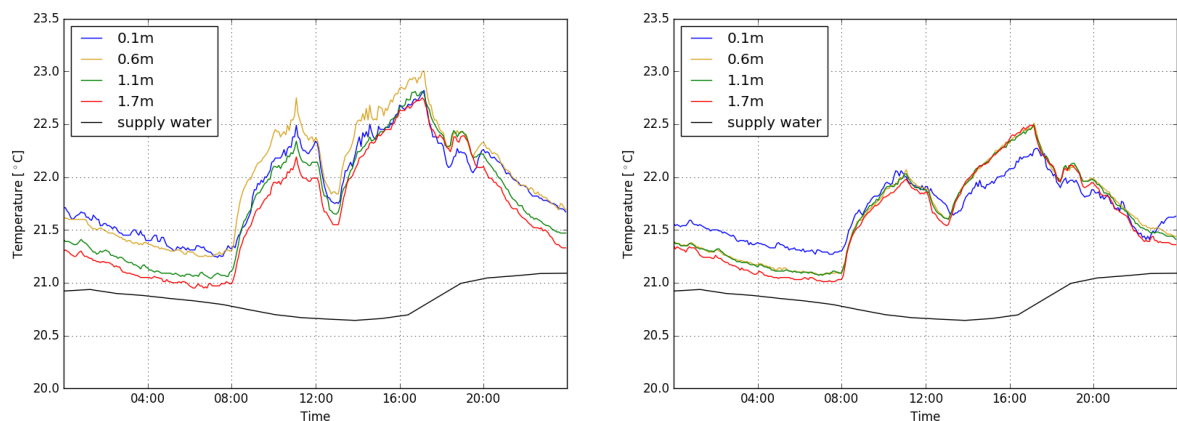 23.5
23.0
22.5
22.0
21.5
21.0
20.5
20.0
Temperature [°C]
0.1m
0.6m
1.1m
1.7m
supply water
04:00 08:00 12:00 16:00 20:00
Time
23.5
23.0
22.5
22.0
21.5
21.0
20.5
20.0
Temperature [°C]
0.1m
0.6m
1.1m
1.7m
supply water
04:00 08:00 12:00 16:00 20:00
Time